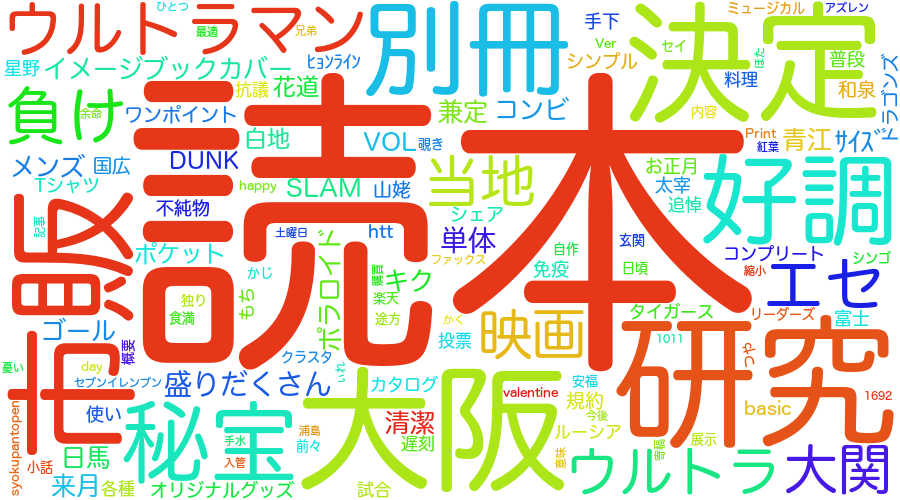 ウルトラマン
ひとつ
最適
兄弟
別冊
手下
Ver
シンプル
ミュージカル
セイ
アズレン
ほた
普段
決定
星野
イメージブックカバー
ﾋｮﾝﾗｲﾝ
抗議
花道
料理
和泉
ドラゴンズ
負け
余命
ワンポイント
兼定
コンビ
内容
白地
VOL
覗き
Print
紅葉
青江
ｻｲｽﾞ
メンズ
国広
DUNK
当地
お正月
Tシャツ
happy
SLAM
山姥
太宰
追悼
好調
不純物
シェア
記事
土曜日
htt
単体
自作
玄関
コンプリート
シンゴ
ポケット
ファックス
読本
市販
かじ
ポラロイド
購買
キク
免疫
日頃
縮小
エセ
独り
もち
楽天
ゴール
食満
途方
かく
映画
タイガース
リーダーズ
富士
概要
投票
1011
つや
研究
クラスタ
憂い
day
セブンイレンブン
盛りだくさん
いれ
カタログ
valentine
安福
規約
basic
1692
使い
秘宝
大阪
清潔
今後
syokupantopen
浦島
遅刻
ルーシア
展示
手水
前々
寄稿
日馬
小話
入管
ウルトラ
大関
来月
各種
オリジナルグッズ
試合